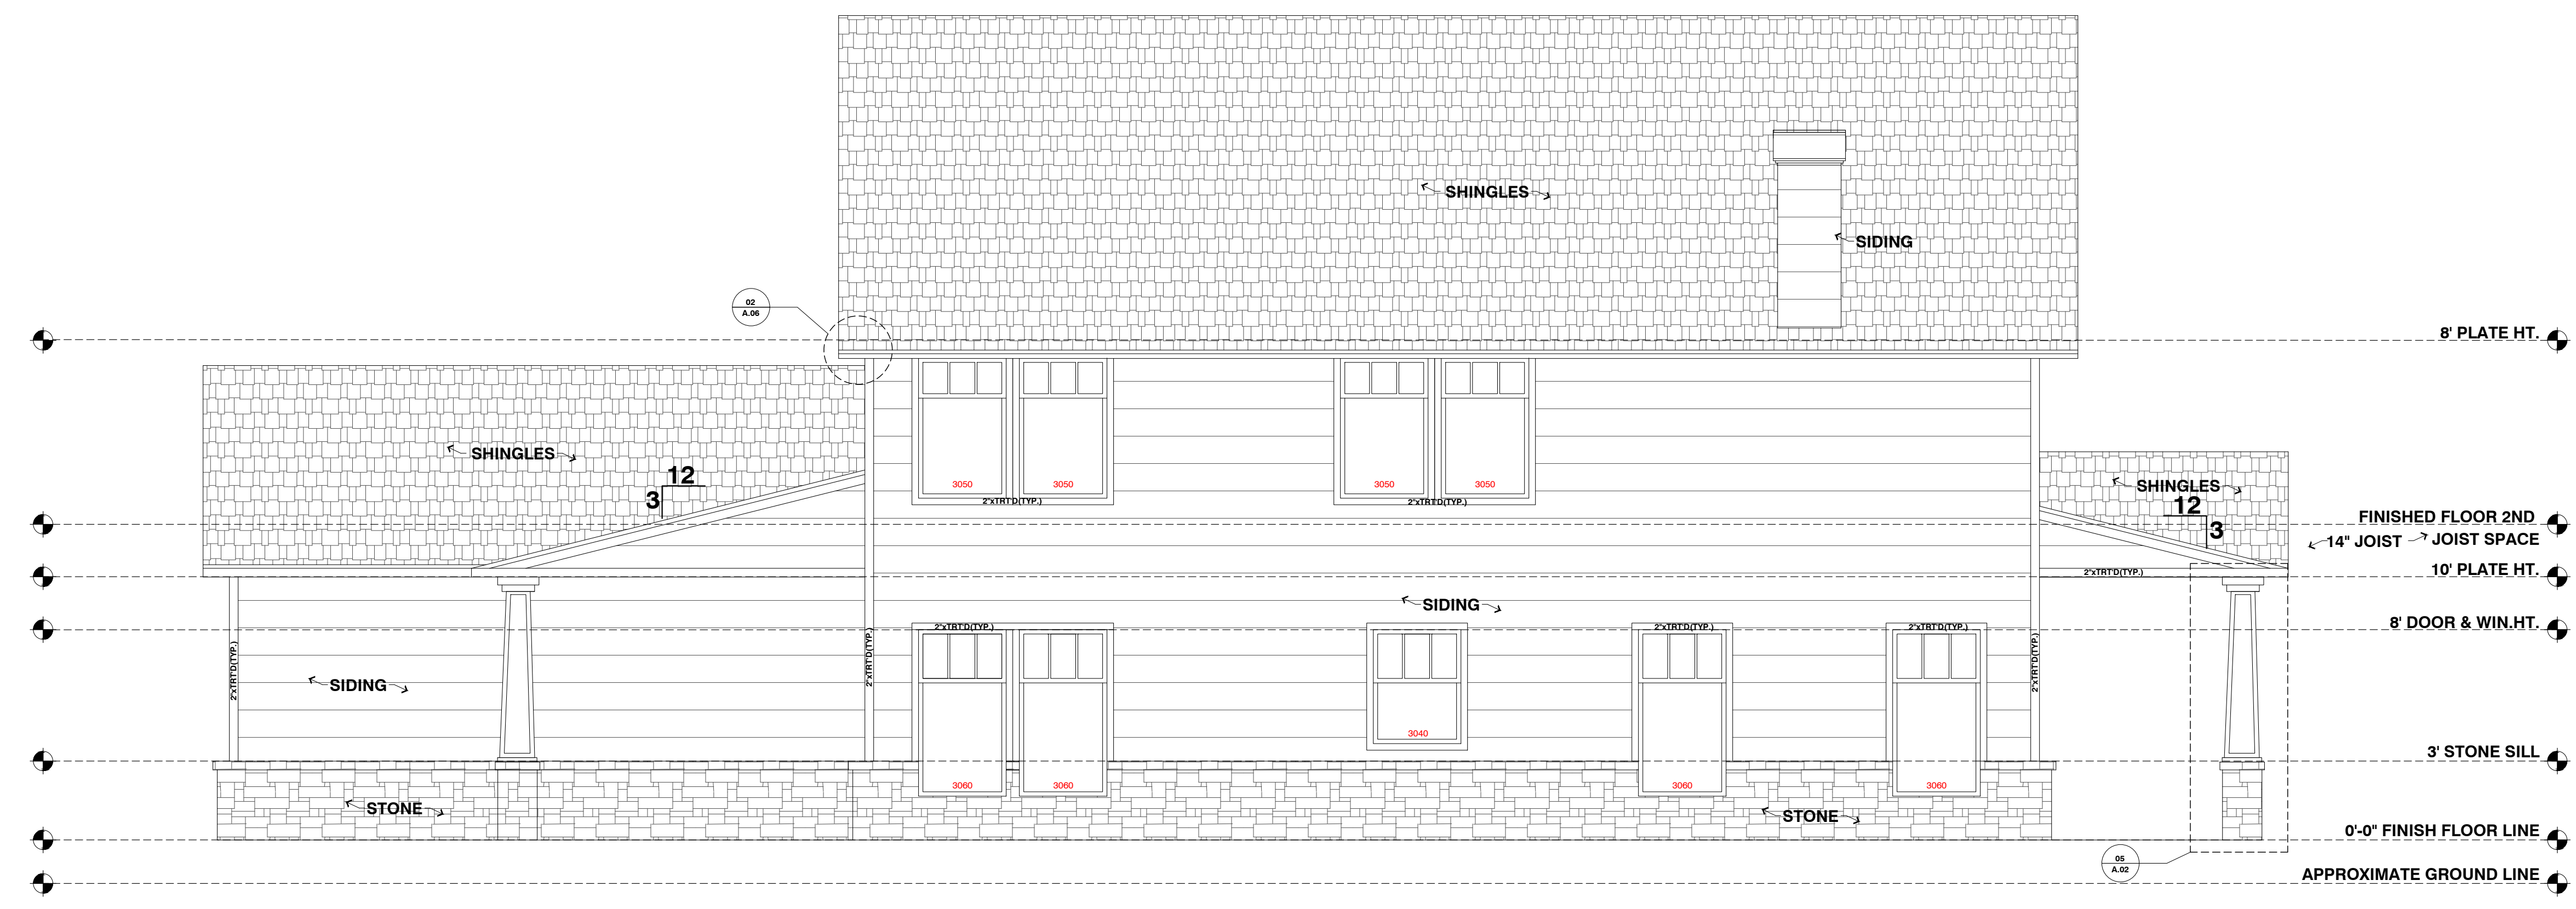 SHINGLES
SIDING
02
A.06
8' PLATE HT.
SHINGLES
12
3
3050
3050
2"xTRT'D(TYP.)
3050
3050
2"xTRT'D(TYP.)
SHINGLES
12
3
FINISHED FLOOR 2ND
14" JOIST
JOIST SPACE
10' PLATE HT.
2"xTRT'D(TYP.)
SIDING
8' DOOR & WIN.HT.
2"xTRT'D(TYP.)
2"xTRT'D(TYP.)
2"xTRT'D(TYP.)
2"xTRT'D(TYP.)
2"xTRT'D(TYP.)
2"xTRT'D(TYP.)
SIDING
3040
3' STONE SILL
3060
3060
3060
3060
STONE
STONE
0'-0" FINISH FLOOR LINE
05
A.02
APPROXIMATE GROUND LINE